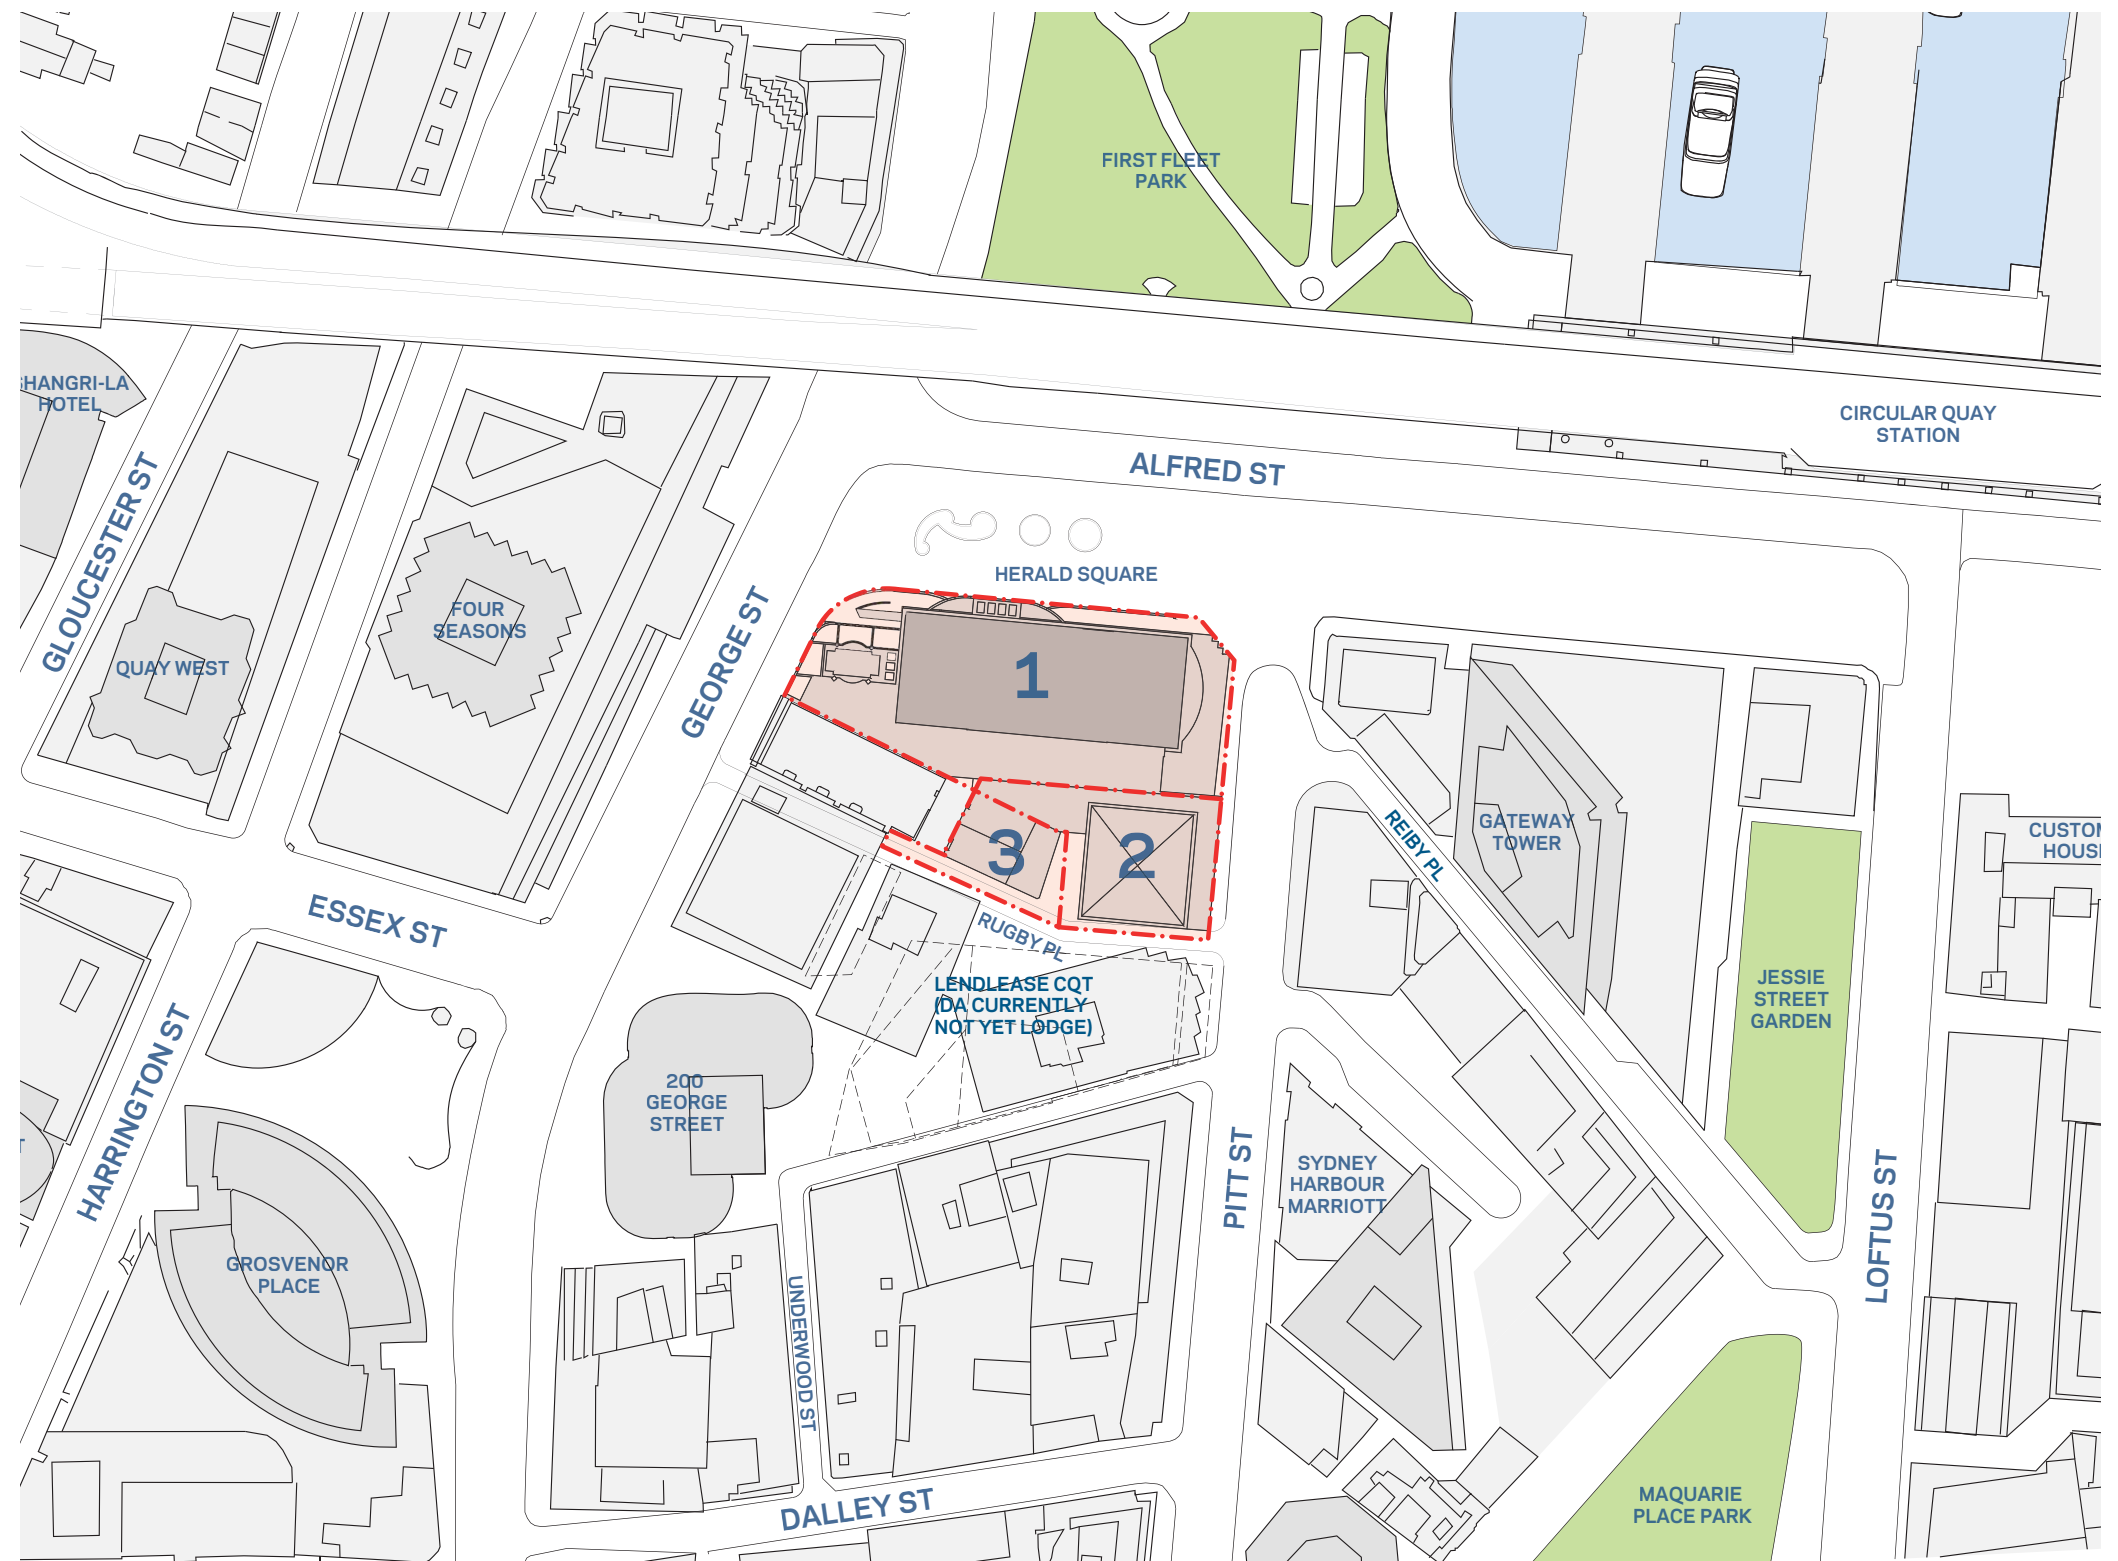 FIRST FLEET
PARK
SHANGRI-LA
HOTEL
CIRCULAR QUAY
STATION
ALFRED ST
GLOUCESTER ST
HERALD SQUARE
FOUR
SEASONS
QUAY WEST
GEORGE ST
1
REIBY PL
GATEWAY
TOWER
CUSTOM
HOUS
3
2
ESSEX ST
RUGBY PL
LENDLEASE CQT
(DA CURRENTLY
NOT YET LODGE)
JESSIE
STREET
GARDEN
HARRINGTON ST
200
GEORGE
STREET
PITT ST
SYDNEY
HARBOUR
MARRIOTT
LOFTUS ST
T
GROSVENOR
PLACE
UNDERWOOD ST
DALLEY ST
MAQUARIE
PLACE PARK